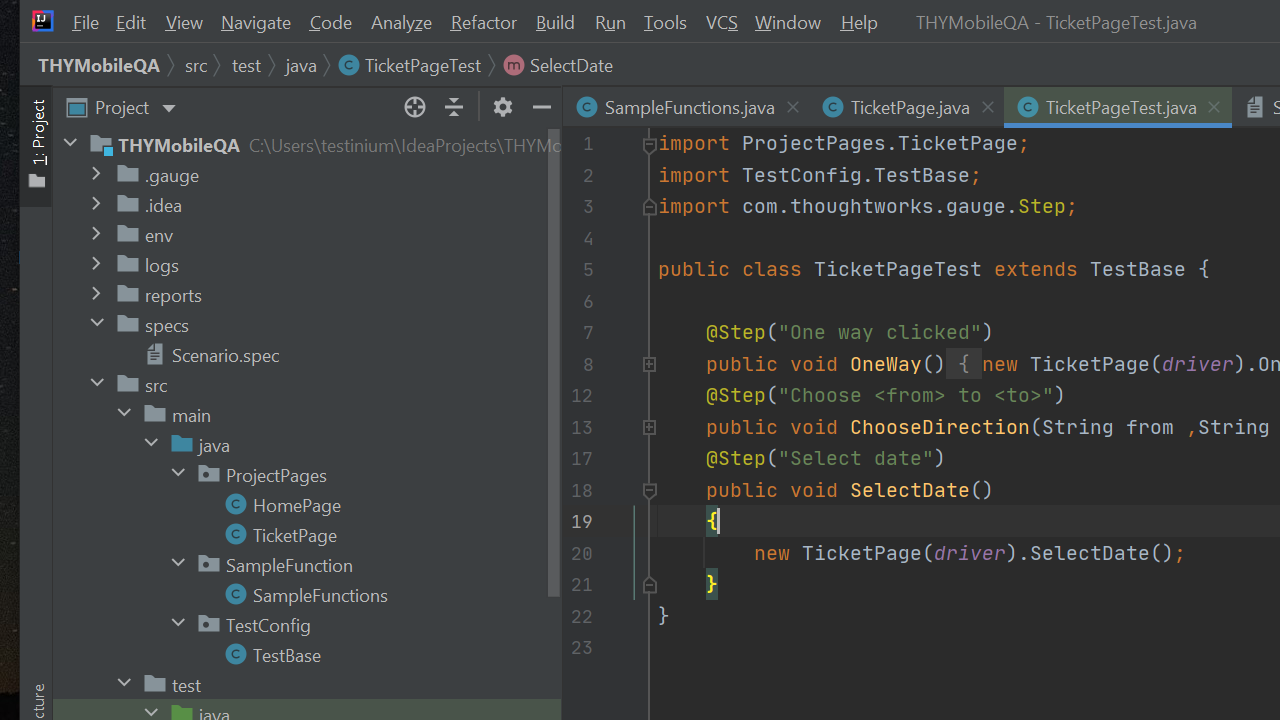 File Edit View Navigate Code Analyze Refactor Build Run Tools VCS Window Help THYMobileQA - TicketPageTest.java
THYMobileQA src test java TicketPageTest SelectDate
1: Project
Project
SampleFunctions.java TicketPage.java TicketPageTest.java
THYMobileQA C:\Users\testinium\IdeaProjects\THYMo
.gauge
.idea
env
logs
reports
specs
Scenario.spec
src
main
java
ProjectPages
HomePage
TicketPage
SampleFunction
SampleFunctions
TestConfig
TestBase
test
java
cture
1 import ProjectPages.TicketPage;
2 import TestConfig.TestBase;
3 import com.thoughtworks.gauge.Step;
4
5 public class TicketPageTest extends TestBase {
6
7 @Step("One way clicked")
8 public void OneWay() { new TicketPage(driver).On
12 @Step("Choose <from> to <to>")
13 public void ChooseDirection(String from ,String
17 @Step("Select date")
18 public void SelectDate()
19 {
20 new TicketPage(driver).SelectDate();
21 }
22 }
23